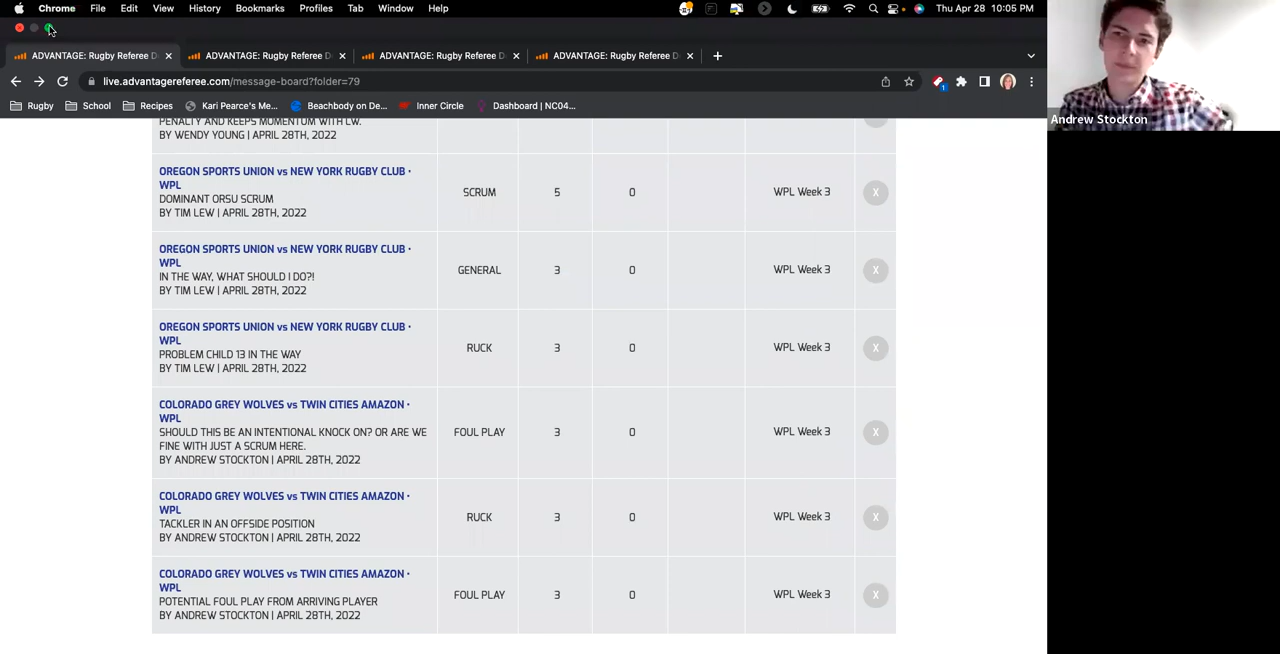 Chrome File Edit View History Bookmarks Profiles Tab Window Help Thu Apr 28 10:05 PM
ADVANTAGE: Rugby Referee D ADVANTAGE: Rugby Referee D ADVANTAGE: Rugby Referee D ADVANTAGE: Rugby Referee D
live.advantagereferee.com/message-board?folder=79
1
Rugby School Recipes Kari Pearce's Me... Beachbody on De... Inner Circle Dashboard | NC04...
Andrew Stockton
PENALTY AND KEEPS MOMENTUM WITH LW.
BY WENDY YOUNG | APRIL 28TH, 2022
OREGON SPORTS UNION vs NEW YORK RUGBY CLUB •
WPL
DOMINANT ORSU SCRUM
BY TIM LEW | APRIL 28TH, 2022
SCRUM 5 0 WPL Week 3 X
OREGON SPORTS UNION vs NEW YORK RUGBY CLUB •
WPL
IN THE WAY, WHAT SHOULD I DO?!
BY TIM LEW | APRIL 28TH, 2022
GENERAL 3 0 WPL Week 3 X
OREGON SPORTS UNION vs NEW YORK RUGBY CLUB •
WPL
PROBLEM CHILD 13 IN THE WAY
BY TIM LEW | APRIL 28TH, 2022
RUCK 3 0 WPL Week 3 X
COLORADO GREY WOLVES vs TWIN CITIES AMAZON •
WPL
SHOULD THIS BE AN INTENTIONAL KNOCK ON? OR ARE WE
FINE WITH JUST A SCRUM HERE.
BY ANDREW STOCKTON | APRIL 28TH, 2022
FOUL PLAY 3 0 WPL Week 3 X
COLORADO GREY WOLVES vs TWIN CITIES AMAZON •
WPL
TACKLER IN AN OFFSIDE POSITION
BY ANDREW STOCKTON | APRIL 28TH, 2022
RUCK 3 0 WPL Week 3 X
COLORADO GREY WOLVES vs TWIN CITIES AMAZON •
WPL
POTENTIAL FOUL PLAY FROM ARRIVING PLAYER
BY ANDREW STOCKTON | APRIL 28TH, 2022
FOUL PLAY 3 0 WPL Week 3 X